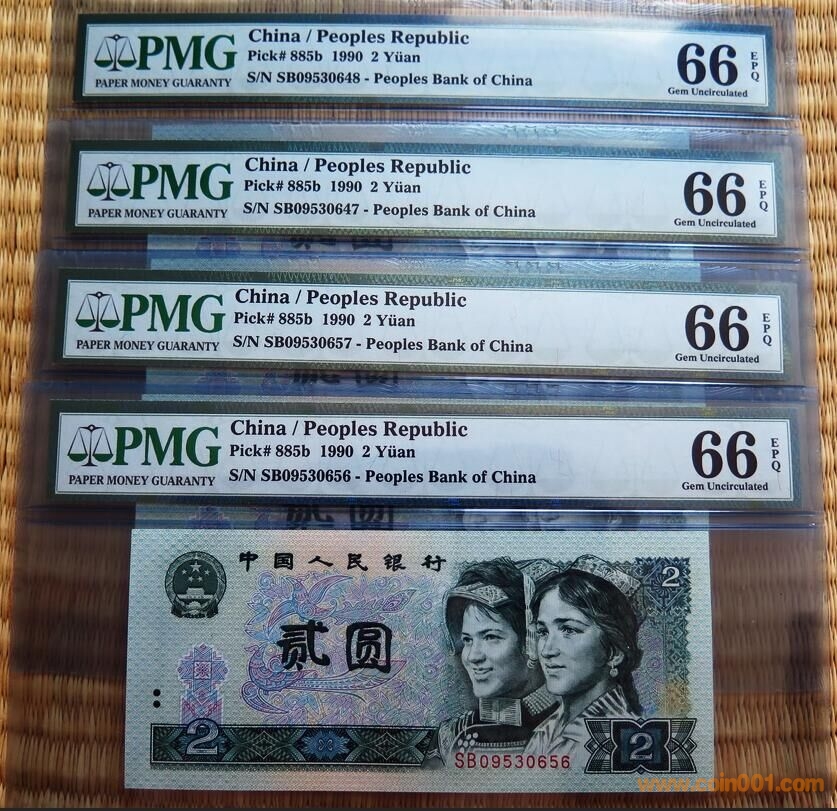 PMG
PAPER MONEY GUARANTY
China / Peoples Republic
Pick# 885b 1990 2 Yüan
S/N SB09530648 - Peoples Bank of China
66
EPQ
Gem Uncirculated
PMG
PAPER MONEY GUARANTY
China / Peoples Republic
Pick# 885b 1990 2 Yüan
S/N SB09530647 - Peoples Bank of China
66
EPQ
Gem Uncirculated
PMG
PAPER MONEY GUARANTY
China / Peoples Republic
Pick# 885b 1990 2 Yüan
S/N SB09530657 - Peoples Bank of China
66
EPQ
Gem Uncirculated
PMG
PAPER MONEY GUARANTY
China / Peoples Republic
Pick# 885b 1990 2 Yüan
S/N SB09530656 - Peoples Bank of China
66
EPQ
Gem Uncirculated
中国人民银行
2
贰圆
2
SB09530656
2
www.coin001.com